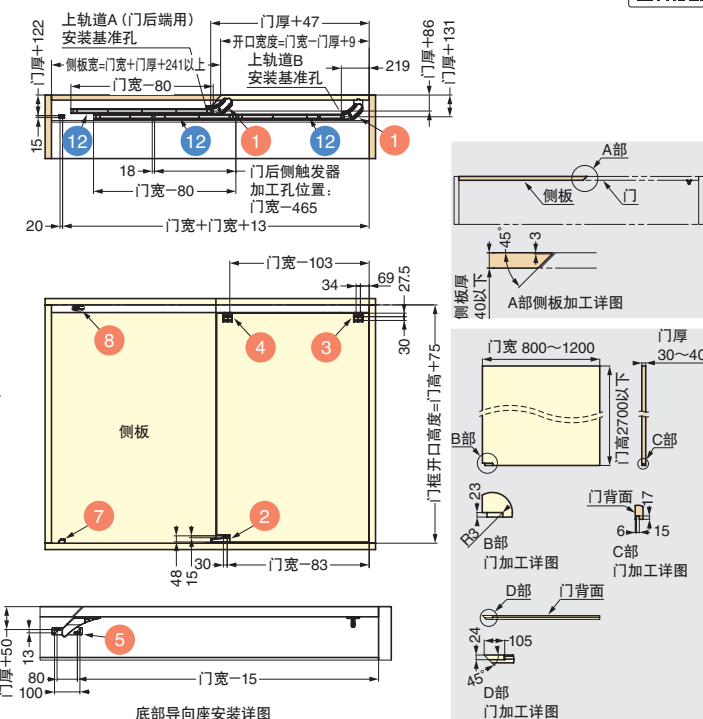 上轨道A（门后端用）
安装基准孔
门厚＋47
开口宽度=门宽－门厚＋9
上轨道B
安装基准孔
219
门厚＋86
门厚＋131
门厚＋122
侧板宽=门宽＋门厚＋241以上
门宽－80
15
12
12
1
12
1
18
门宽－80
门后侧触发器
加工孔位置：
门宽－465
20
门宽＋门宽＋13
A部
侧板
门
45°
3
侧板厚
40以下
A部侧板加工详图
门宽－103
34
69
27.5
30
8
4
3
侧板
门框开口高度=门高＋75
7
2
48
15
30
门宽－83
门宽 800～1200
门厚
30～40
门高2700以下
B部
C部
23
R3
B部
门加工详图
门背面
17
6
15
C部
门加工详图
D部
门背面
24
105
45°
D部
门加工详图
门厚＋50
13
5
80
100
门宽－15
底部导向座安装详图